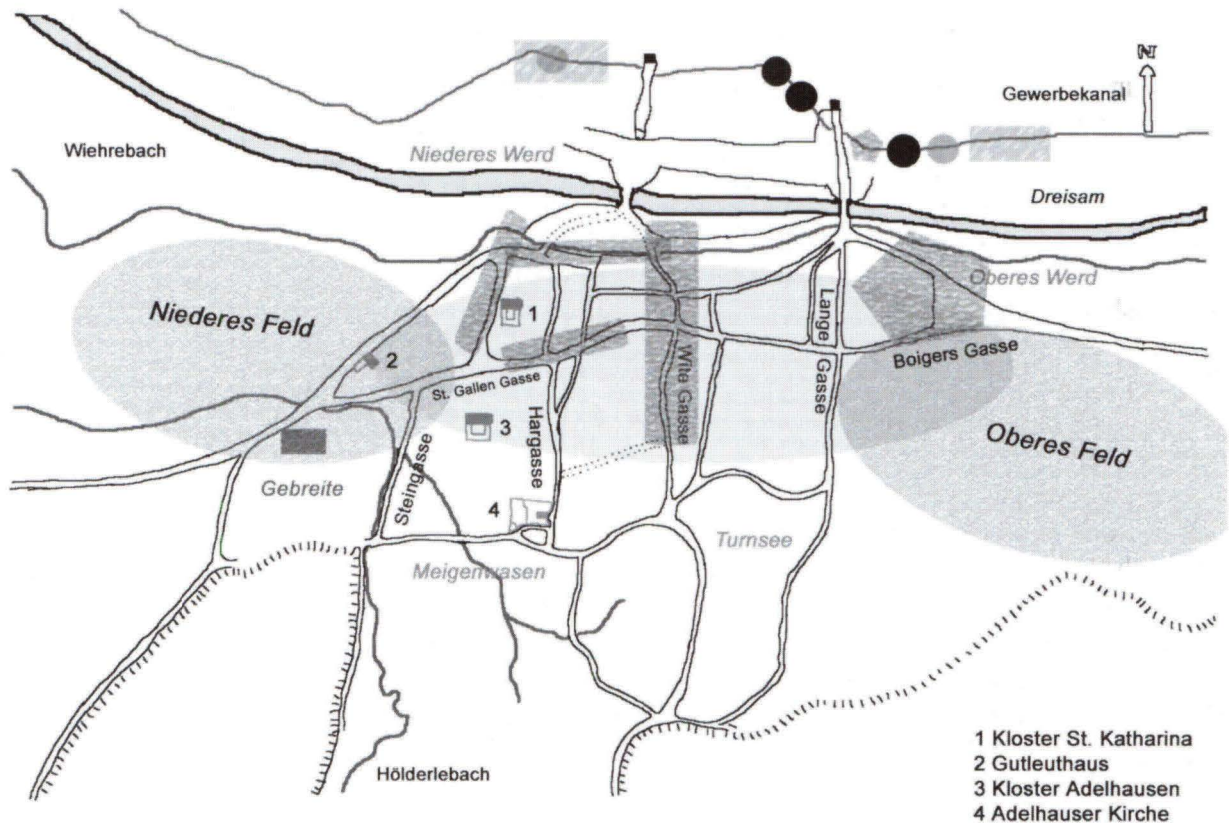 N
Gewerbekanal
Wiehrebach
Niederes Werd
Dreisam
Oberes Werd
Niederes Feld
1
Lange Gasse
2
Wite Gasse
Boigers Gasse
St. Gallen Gasse
3
Hargasse
Steingasse
Oberes Feld
Gebreite
4
Turnsee
Meigenwasen
Hölderlebach
1 Kloster St. Katharina
2 Gutleuthaus
3 Kloster Adelhausen
4 Adelhauser Kirche